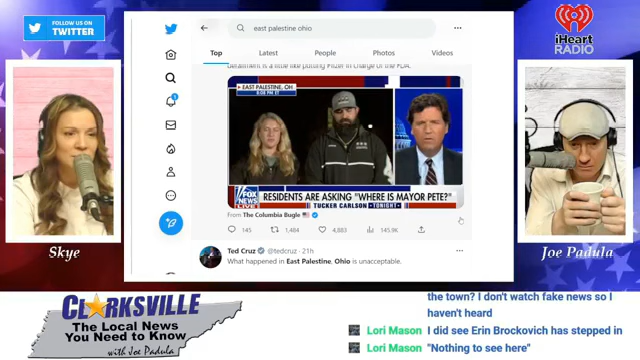 FOLLOW US ON
TWITTER
east palestine ohio
iHeart
RADIO
Top
Latest
People
Photos
Videos
derailment is a little like putting Pfizer in charge of the FDA.
EAST PALESTINE, OH
FOX
NEWS
RESIDENTS ARE ASKING "WHERE IS MAYOR PETE?"
TUCKER CARLSON TONIGHT
From The Columbia Bugle
145
1,484
4,883
145.9K
Ted Cruz @tedcruz · 21h
What happened in East Palestine, Ohio is unacceptable.
Skye
Joe Padula
CLARKSVILLE
The Local News
You Need to Know
with Joe Padula
the town? I don't watch fake news so I
haven't heard
Lori Mason I did see Erin Brockovich has stepped in
Lori Mason "Nothing to see here"